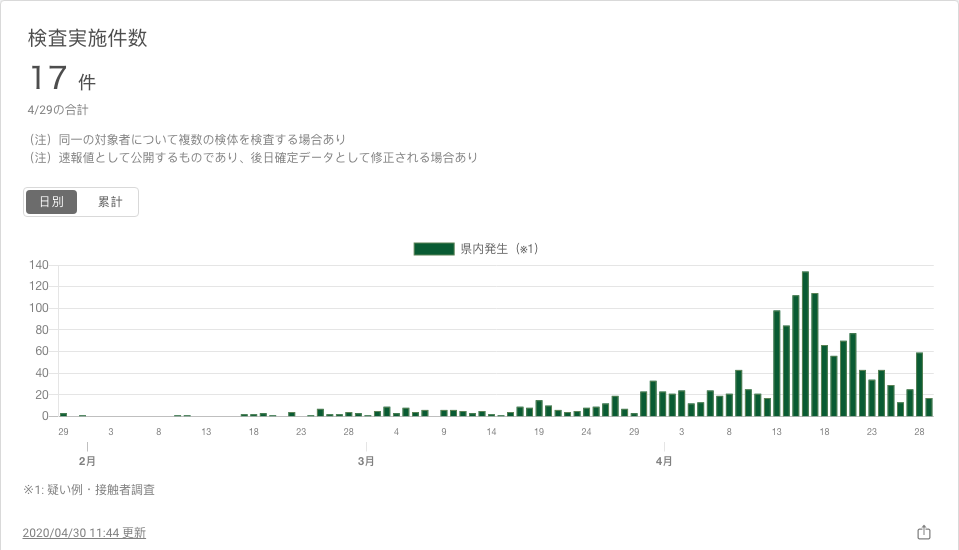 検査実施件数
17 件
4/29の合計
（注）同一の対象者について複数の検体を検査する場合あり
（注）速報値として公開するものであり、後日確定データとして修正される場合あり
日別 累計
県内発生（※1）
140
120
100
80
60
40
20
0
29 3 8 13 18 23 28 4 9 14 19 24 29 3 8 13 18 23 28
2月 3月 4月
※1: 疑い例・接触者調査
2020/04/30 11:44 更新